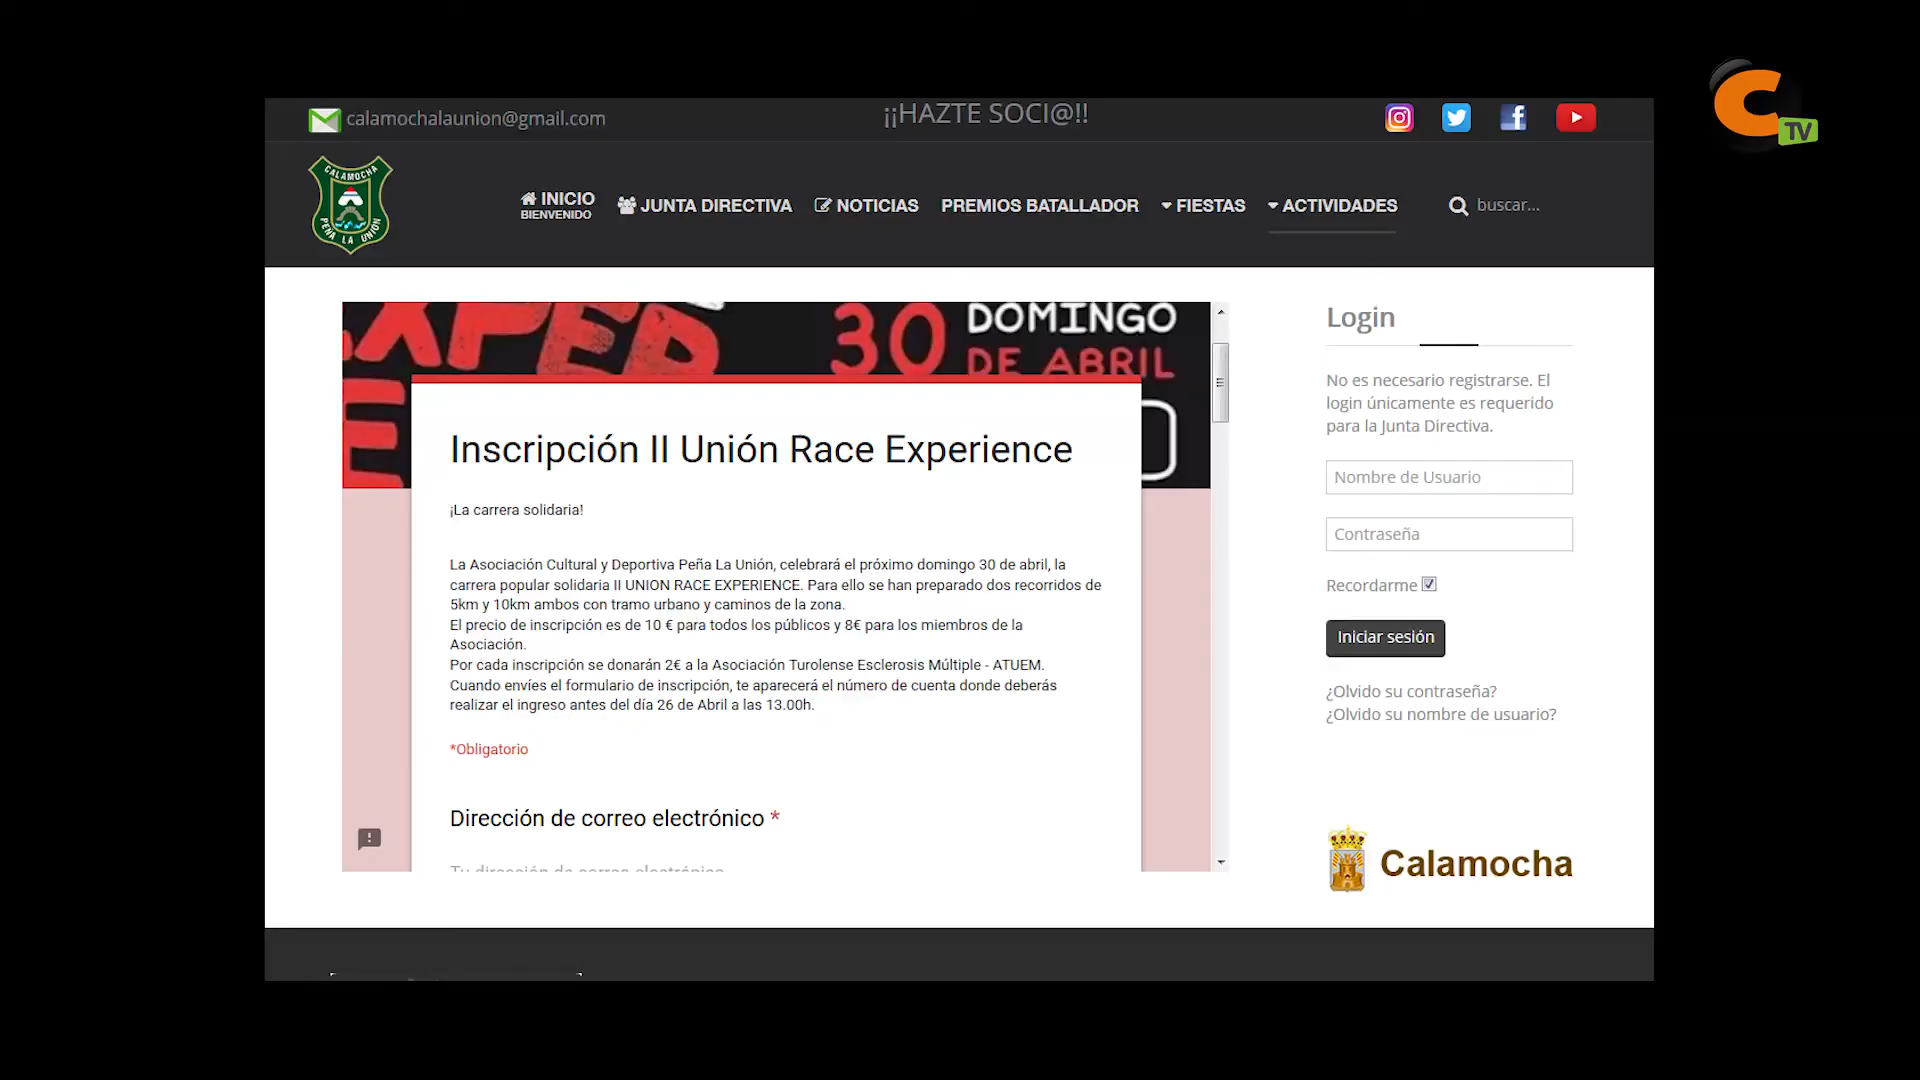 calamochalaunion@gmail.com
¡¡HAZTE SOCI@!!
C TV
CALAMOCHA
PEÑA LA UNIÓN
INICIO
BIENVENIDO
JUNTA DIRECTIVA
NOTICIAS
PREMIOS BATALLADOR
FIESTAS
ACTIVIDADES
buscar...
EXPER
30 DOMINGO
DE ABRIL
Inscripción II Unión Race Experience
¡La carrera solidaria!
La Asociación Cultural y Deportiva Peña La Unión, celebrará el próximo domingo 30 de abril, la
carrera popular solidaria II UNION RACE EXPERIENCE. Para ello se han preparado dos recorridos de
5km y 10km ambos con tramo urbano y caminos de la zona.
El precio de inscripción es de 10 € para todos los públicos y 8€ para los miembros de la
Asociación.
Por cada inscripción se donarán 2€ a la Asociación Turolense Esclerosis Múltiple - ATUEM.
Cuando envíes el formulario de inscripción, te aparecerá el número de cuenta donde deberás
realizar el ingreso antes del día 26 de Abril a las 13.00h.
*Obligatorio
Dirección de correo electrónico *
Tu dirección de correo electrónico
Login
No es necesario registrarse. El
login únicamente es requerido
para la Junta Directiva.
Nombre de Usuario
Contraseña
Recordarme
Iniciar sesión
¿Olvido su contraseña?
¿Olvido su nombre de usuario?
Calamocha